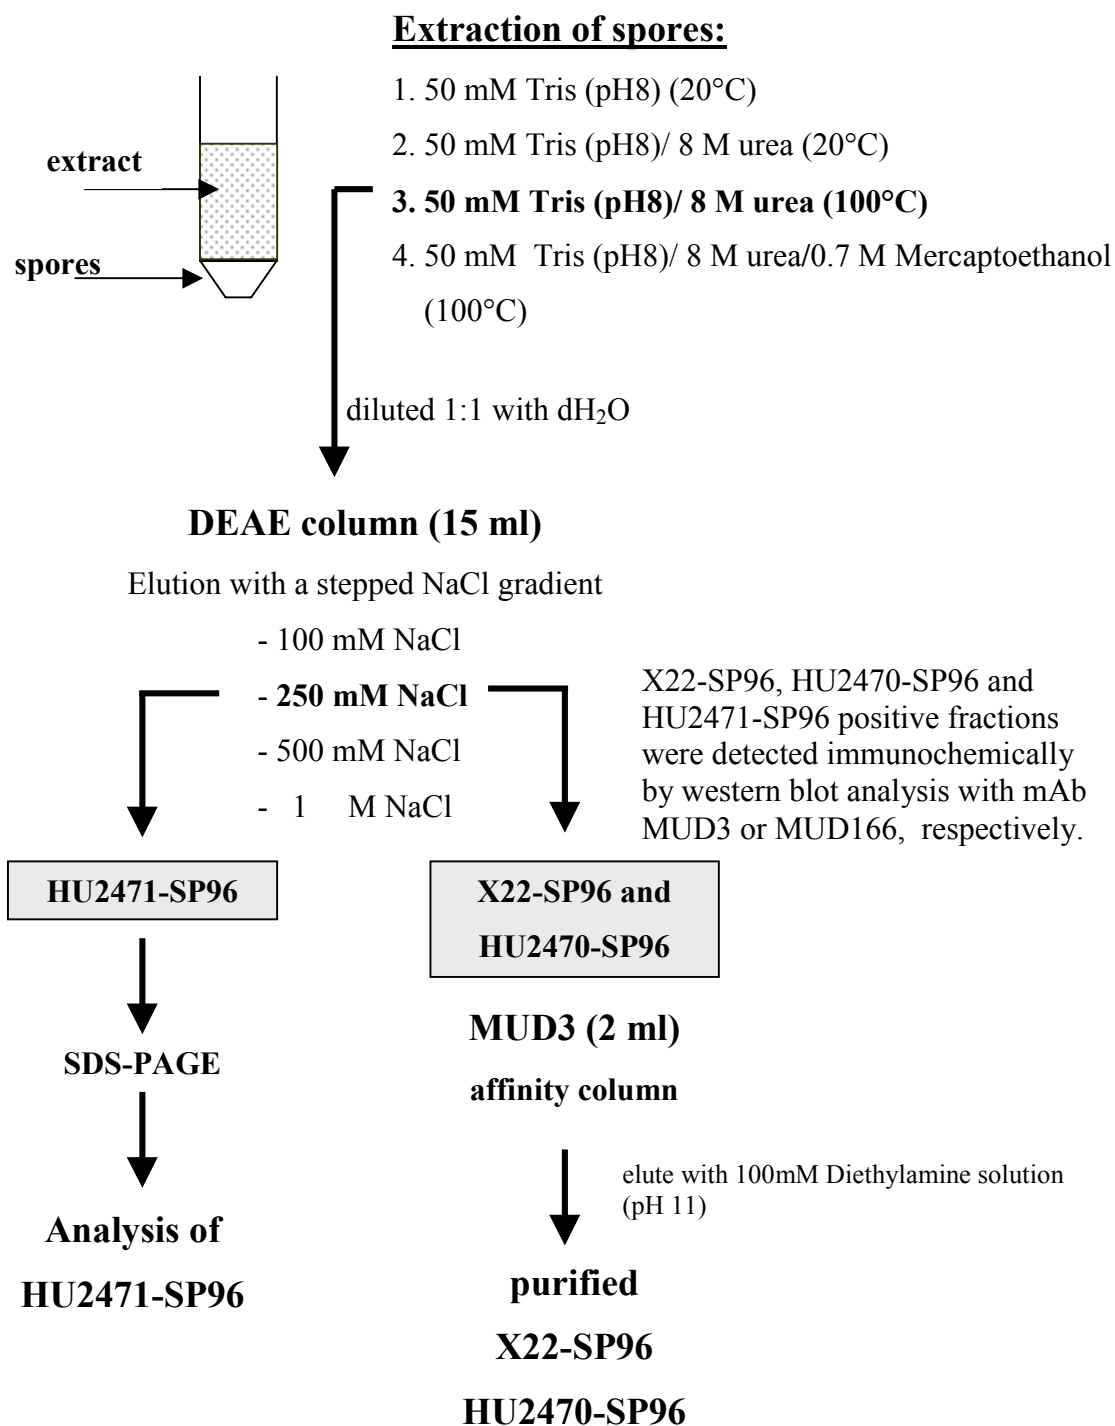 Extraction of spores:
1. 50 mM Tris (pH8) (20°C)
2. 50 mM Tris (pH8)/ 8 M urea (20°C)
3. 50 mM Tris (pH8)/ 8 M urea (100°C)
4. 50 mM Tris (pH8)/ 8 M urea/0.7 M Mercaptoethanol
(100°C)
extract
spores
diluted 1:1 with dH₂O
DEAE column (15 ml)
Elution with a stepped NaCl gradient
- 100 mM NaCl
- 250 mM NaCl
- 500 mM NaCl
- 1 M NaCl
X22-SP96, HU2470-SP96 and
HU2471-SP96 positive fractions
were detected immunochemically
by western blot analysis with mAb
MUD3 or MUD166, respectively.
HU2471-SP96
SDS-PAGE
Analysis of
HU2471-SP96
X22-SP96 and
HU2470-SP96
MUD3 (2 ml)
affinity column
elute with 100mM Diethylamine solution
(pH 11)
purified
X22-SP96
HU2470-SP96